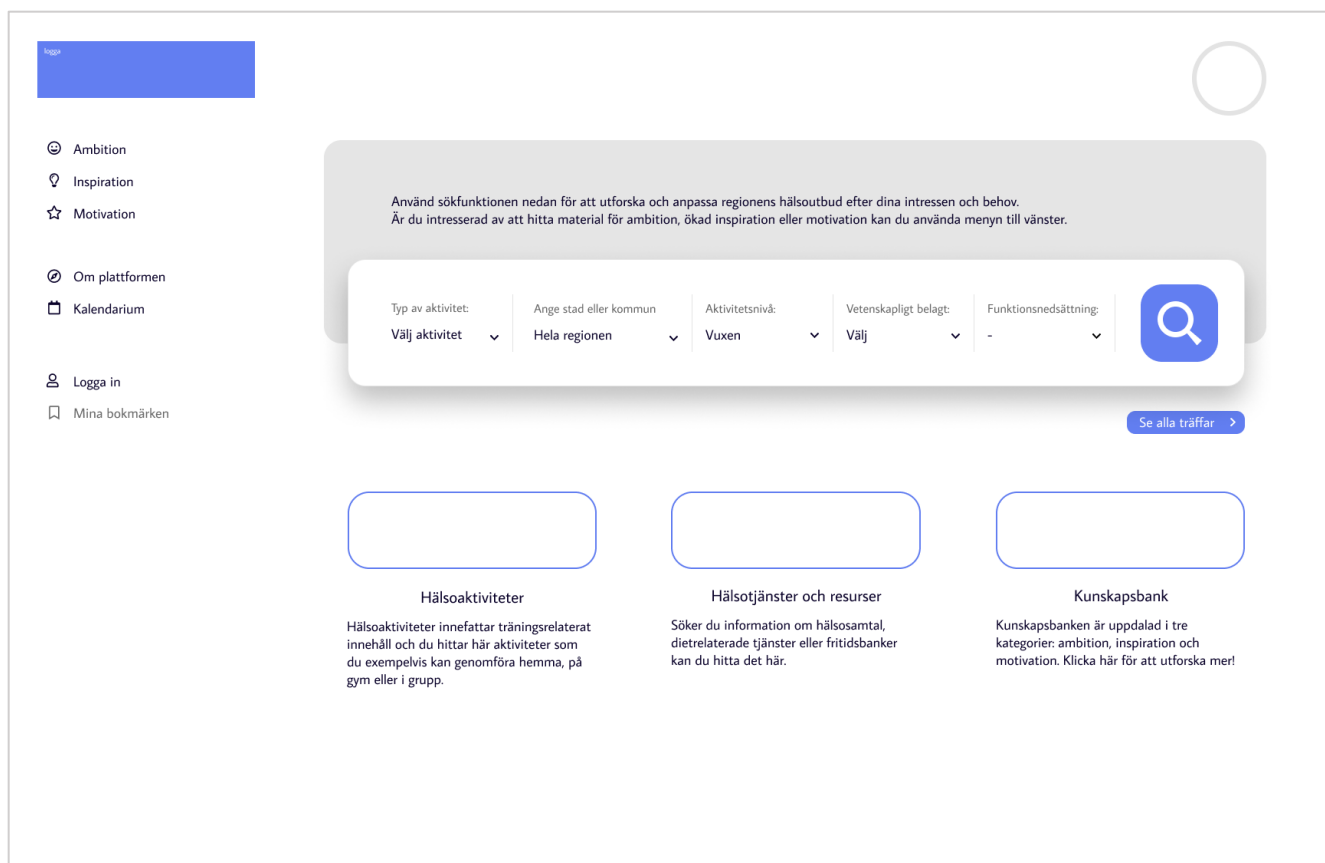 logga
Ambition
Inspiration
Motivation
Om plattformen
Kalendarium
Logga in
Mina bokmärken
Använd sökfunktionen nedan för att utforska och anpassa regionens hälsoutbud efter dina intressen och behov.
Är du intresserad av att hitta material för ambition, ökad inspiration eller motivation kan du använda menyn till vänster.
Typ av aktivitet:
Välj aktivitet
Ange stad eller kommun
Hela regionen
Aktivitetsnivå:
Vuxen
Vetenskapligt belagt:
Välj
Funktionsnedsättning:
-
Se alla träffar
Hälsoaktiviteter
Hälsoaktiviteter innefattar träningsrelaterat
innehåll och du hittar här aktiviteter som
du exempelvis kan genomföra hemma, på
gym eller i grupp.
Hälsotjänster och resurser
Söker du information om hälsosamtal,
dietrelaterade tjänster eller fritidsbanker
kan du hitta det här.
Kunskapsbank
Kunskapsbanken är uppdalad i tre
kategorier: ambition, inspiration och
motivation. Klicka här för att utforska mer!